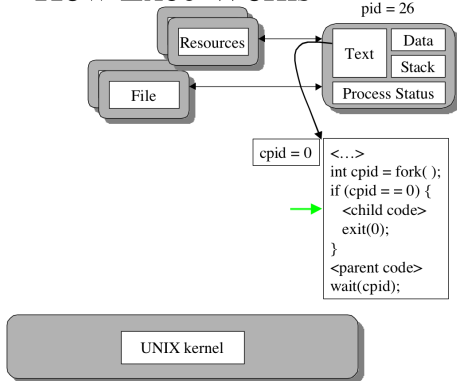 pid = 26
Resources
Text
Data
Stack
File
Process Status
cpid = 0
<...>
int cpid = fork( );
if (cpid = = 0) {
<child code>
exit(0);
}
<parent code>
wait(cpid);
UNIX kernel